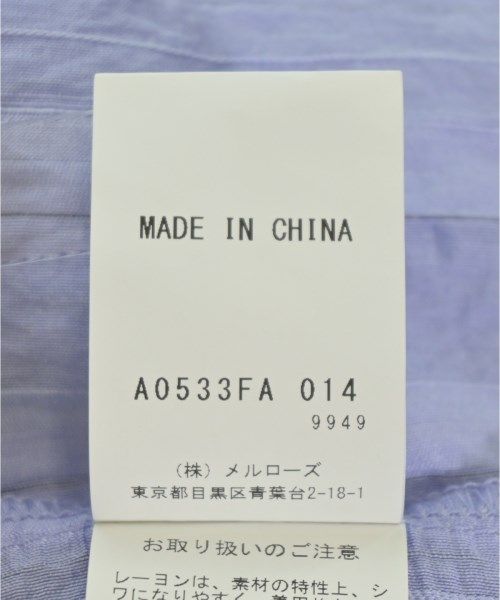 MADE IN CHINA
A0533FA 014
9949
(株) メルローズ
東京都目黒区青葉台2-18-1
お取り扱いのご注意
レーヨンは、素材の特性上、シ
ワになりやすく、着用